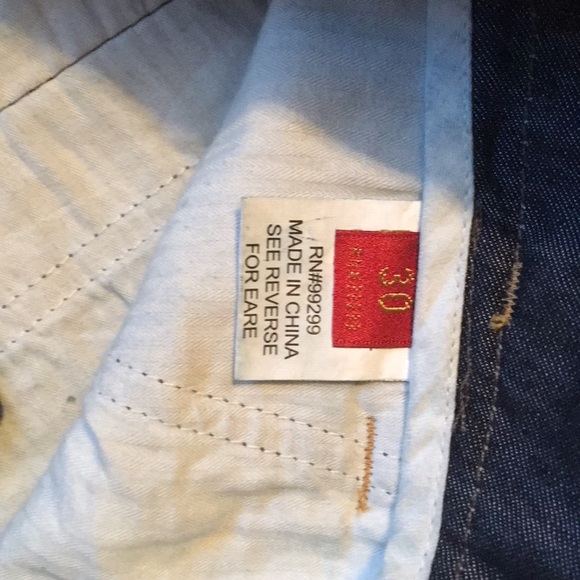 30
RN#99299
MADE IN CHINA
SEE REVERSE
FOR EARE